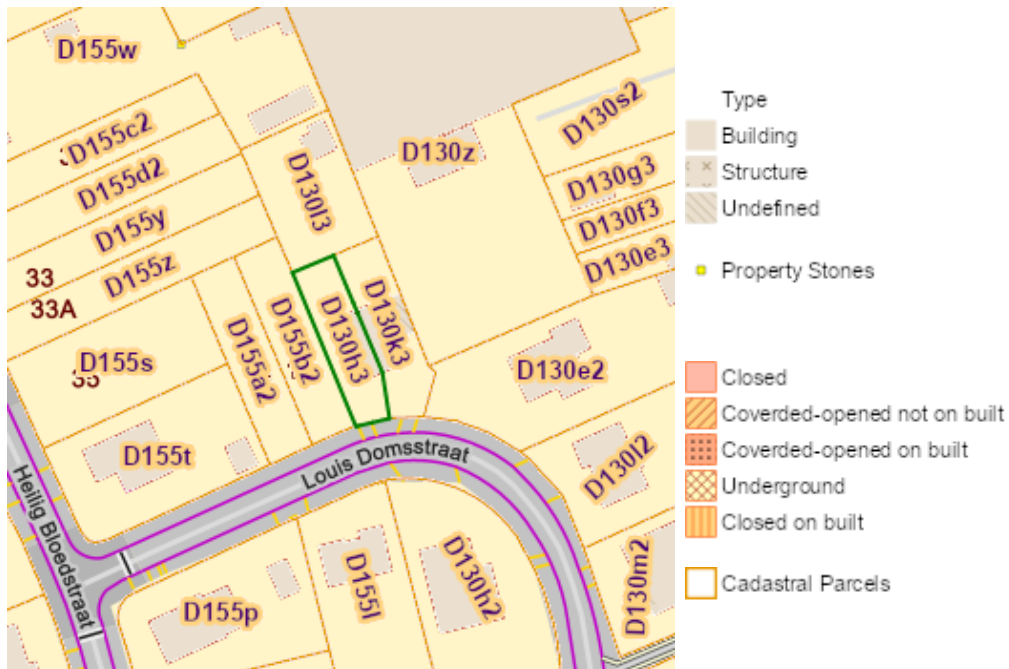 D155w
D155c2
D155d2
D155y
D155z
33
33A
D155s
35
D155t
D155a2
D155b2
D130l3
D130h3
D130k3
D130z
D130s2
D130g3
D130f3
D130e3
D130e2
D130l2
D130m2
D130h2
D155l
D155p
Louis Domsstraat
Heilig Bloedstraat
Type
Building
Structure
Undefined
Property Stones
Closed
Coverded-opened not on built
Coverded-opened on built
Underground
Closed on built
Cadastral Parcels